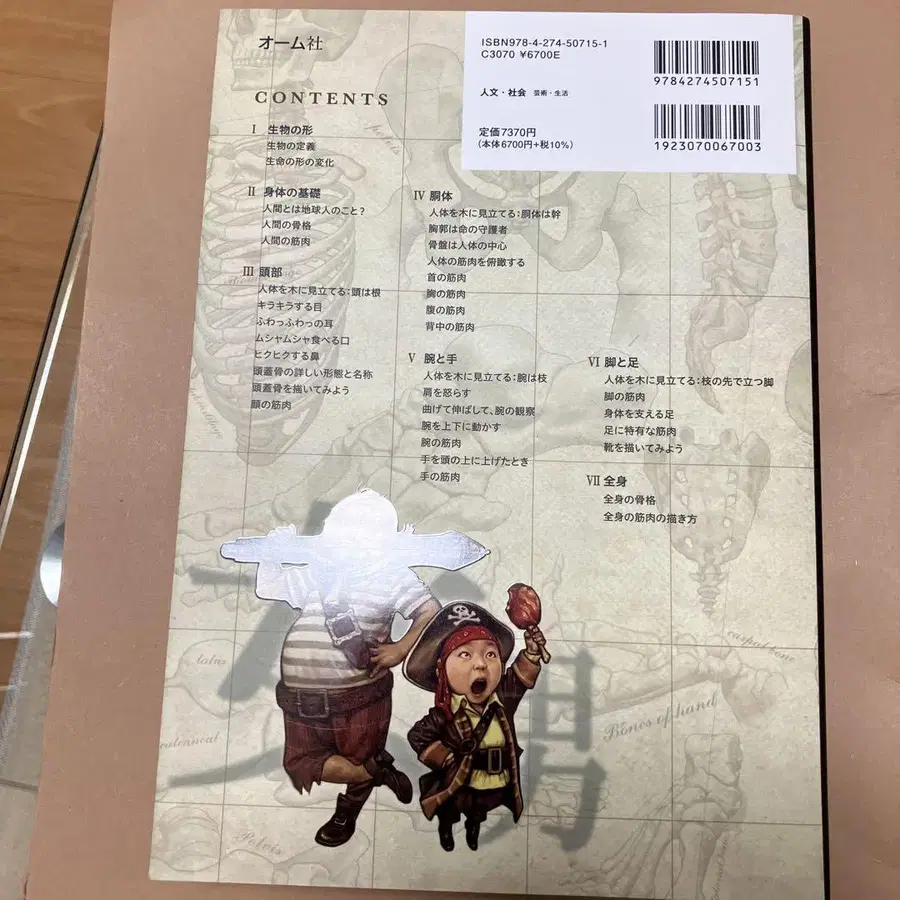 オーム社
ISBN978-4-274-50715-1
C3070 ¥6700E
9784274507151
人文・社会 芸術・生活
定価7370円
(本体6700円+税10%)
1923070067003
CONTENTS
I 生物の形
生物の定義
生命の形の変化
II 身体の基礎
人間とは地球人のこと?
人間の骨格
人間の筋肉
III 頭部
人体を木に見立てる:頭は根
キラキラする目
ふわっふわっの耳
ムシャムシャ食べる口
ヒクヒクする鼻
頭蓋骨の詳しい形態と名称
頭蓋骨を描いてみよう
顔の筋肉
IV 胴体
人体を木に見立てる:胴体は幹
胸郭は命の守護者
骨盤は人体の中心
人体の筋肉を俯瞰する
首の筋肉
胸の筋肉
腹の筋肉
背中の筋肉
V 腕と手
人体を木に見立てる:腕は枝
肩を怒らす
曲げて伸ばして、腕の観察
腕を上下に動かす
腕の筋肉
手を頭の上に上げたとき
手の筋肉
VI 脚と足
人体を木に見立てる:枝の先で立つ脚
脚の筋肉
身体を支える足
足に特有な筋肉
靴を描いてみよう
VII 全身
全身の骨格
全身の筋肉の描き方
talus
carpal bone
Bones of hand
Pelvis